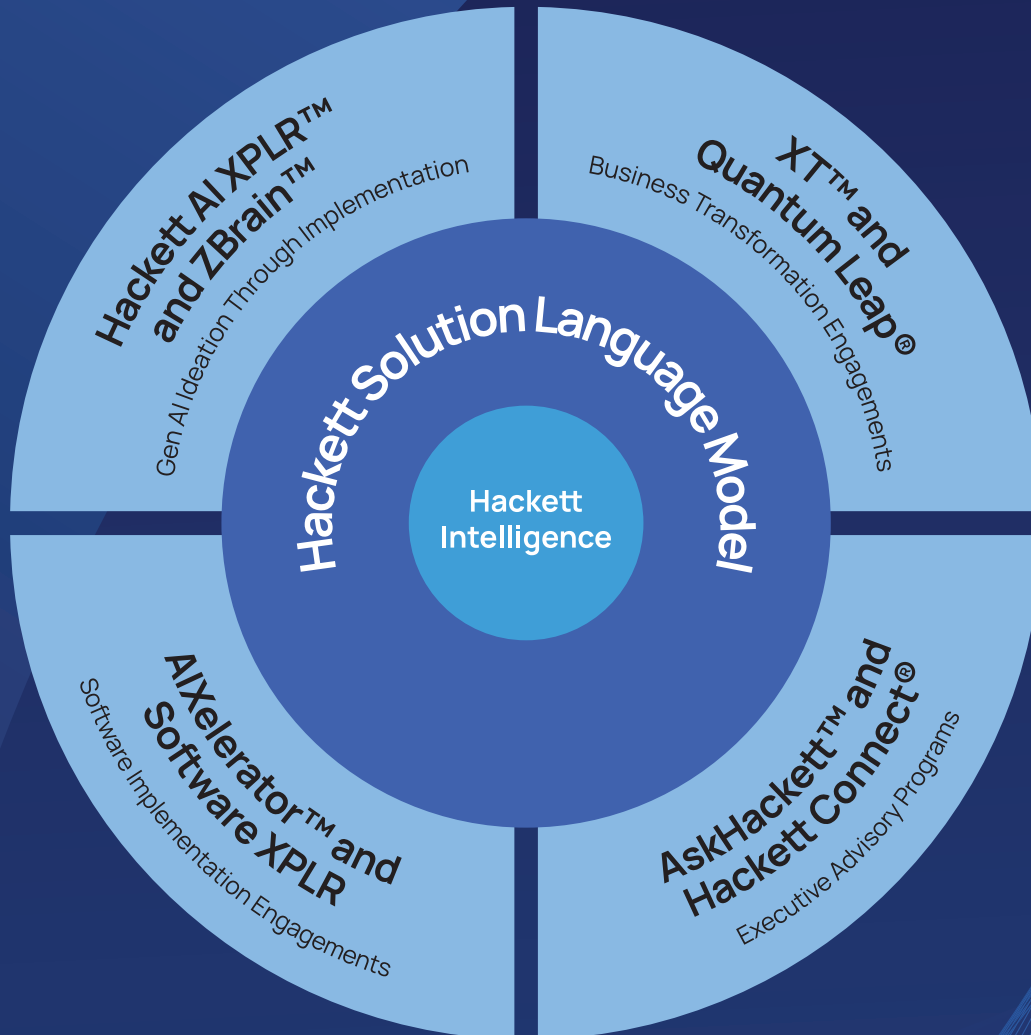 Hackett AI XPLR™
and ZBrain™
Gen AI Ideation Through Implementation
XT™ and
Quantum Leap®
Business Transformation Engagements
Hackett Solution Language Model
Hackett
Intelligence
AIXelerator™ and
Software XPLR
Software Implementation Engagements
AskHackett™ and
Hackett Connect®
Executive Advisory Programs